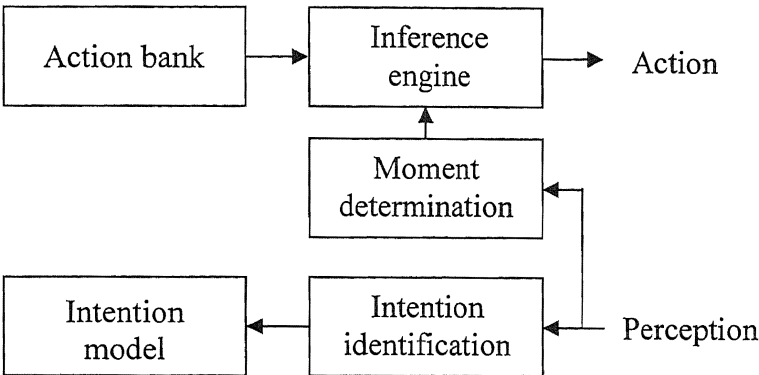 Action bank
Inference
engine
Action
Moment
determination
Intention
model
Intention
identification
Perception